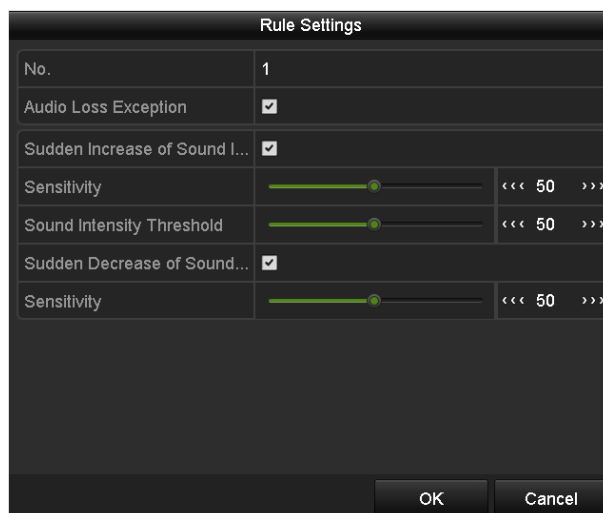 Rule Settings
No. 1
Audio Loss Exception
Sudden Increase of Sound I...
Sensitivity ‹‹‹ 50 ›››
Sound Intensity Threshold ‹‹‹ 50 ›››
Sudden Decrease of Sound...
Sensitivity ‹‹‹ 50 ›››
OK Cancel